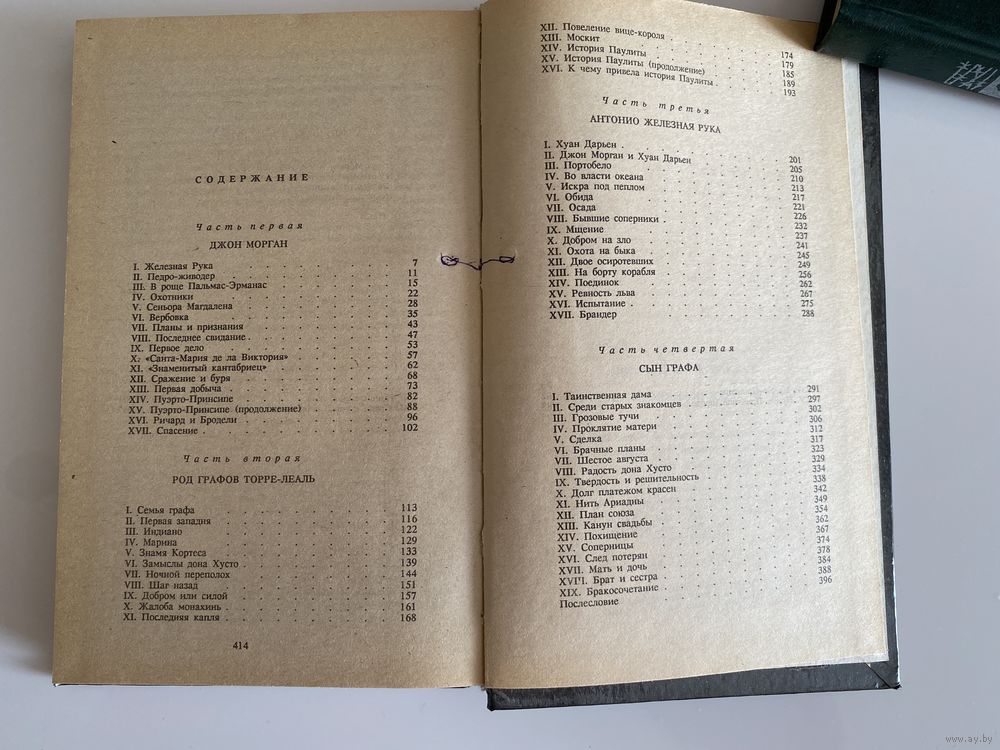 СОДЕРЖАНИЕ
Часть первая
ДЖОН МОРГАН
I. Железная Рука 7
II. Педро-живодер 11
III. В роще Пальмас-Эрманас 15
IV. Охотники 22
V. Сеньора Магдалена 28
VI. Вербовка 35
VII. Планы и признания 43
VIII. Последнее свидание 47
IX. Первое дело 53
X. «Санта-Мария де ла Виктория» 57
XI. «Знаменитый кантабриец» 62
XII. Сражение и буря 68
XIII. Первая добыча 73
XIV. Пуэрто-Принсипе 82
XV. Пуэрто-Принсипе (продолжение) 88
XVI. Ричард и Бродели 96
XVII. Спасение 102
Часть вторая
РОД ГРАФОВ ТОРРЕ-ЛЕАЛЬ
I. Семья графа 113
II. Первая западня 116
III. Индиано 122
IV. Марина 129
V. Знамя Кортеса 133
VI. Замыслы дона Хусто 139
VII. Ночной переполох 144
VIII. Шаг назад 151
IX. Добром или силой 157
X. Жалоба монахинь 161
XI. Последняя капля 168
414
XII. Повеление вице-короля 174
XIII. Москит 179
XIV. История Паулиты 185
XV. История Паулиты (продолжение) 189
XVI. К чему привела история Паулиты 193
Часть третья
АНТОНИО ЖЕЛЕЗНАЯ РУКА
I. Хуан Дарьен 201
II. Джон Морган и Хуан Дарьен 205
III. Портобело 210
IV. Во власти океана 213
V. Искра под пеплом 217
VI. Обида 221
VII. Осада 226
VIII. Бывшие соперники 232
IX. Мщение 237
X. Добром на зло 241
XI. Охота на быка 245
XII. Двое осиротевших 249
XIII. На борту корабля 256
XIV. Поединок 262
XV. Ревность льва 267
XVI. Испытание 275
XVII. Брандер 288
Часть четвертая
СЫН ГРАФА
I. Таинственная дама 291
II. Среди старых знакомцев 297
III. Грозовые тучи 302
IV. Проклятие матери 306
V. Сделка 312
VI. Брачные планы 317
VII. Шестое августа 323
VIII. Радость дона Хусто 329
IX. Твердость и решительность 334
X. Долг платежом красен 338
XI. Нить Ариадны 342
XII. План союза 349
XIII. Канун свадьбы 354
XIV. Похищение 362
XV. Соперницы 367
XVI. След потерян 374
XVII. Мать и дочь 378
XVIII. Брат и сестра 384
XIX. Бракосочетание 388
Послесловие 396
www.ay.by